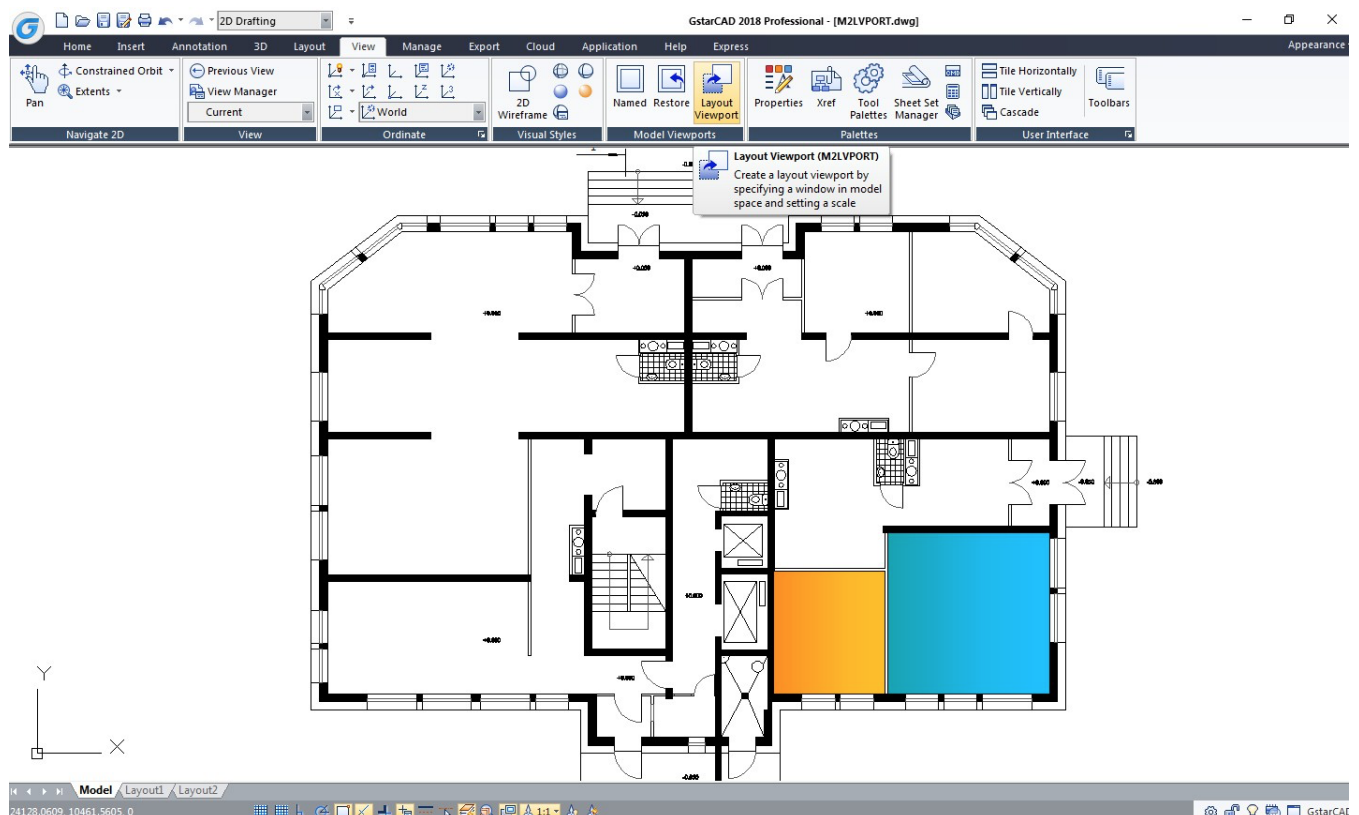 2D Drafting
GstarCAD 2018 Professional - [M2LVPORT.dwg]
Home Insert Annotation 3D Layout View Manage Export Cloud Application Help Express Appearance
Pan
Constrained Orbit
Extents
Navigate 2D
Previous View
View Manager
Current
View
World
Ordinate
2D
Wireframe
Visual Styles
Named Restore Layout
Viewport
Model Viewports
Properties Xref Tool
Palettes Sheet Set
Manager
Palettes
Tile Horizontally
Tile Vertically
Cascade
Toolbars
User Interface
Layout Viewport (M2LVPORT)
Create a layout viewport by
specifying a window in model
space and setting a scale
Y
X
Model Layout1 Layout2
24128.0609, 10461.5605, 0
1:1
GstarCAD